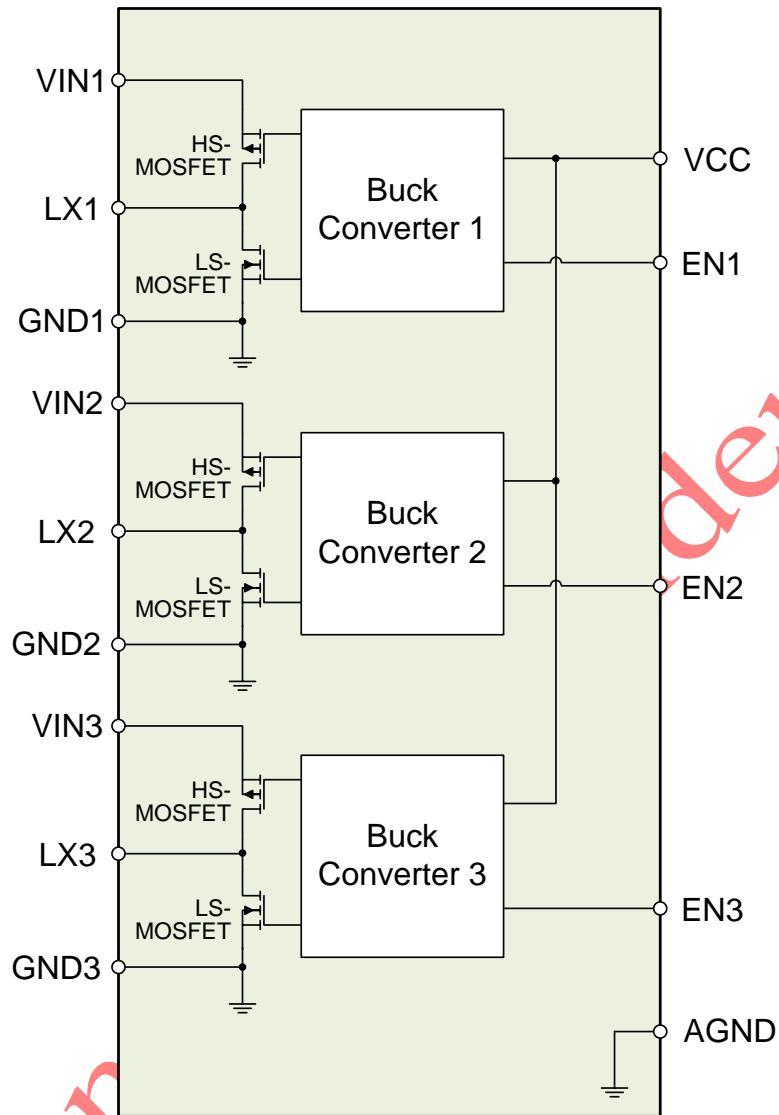 VIN1
HS-
MOSFET
LX1
LS-
MOSFET
GND1
Buck
Converter 1
VCC
EN1
VIN2
HS-
MOSFET
LX2
LS-
MOSFET
GND2
Buck
Converter 2
EN2
VIN3
HS-
MOSFET
LX3
LS-
MOSFET
GND3
Buck
Converter 3
EN3
AGND